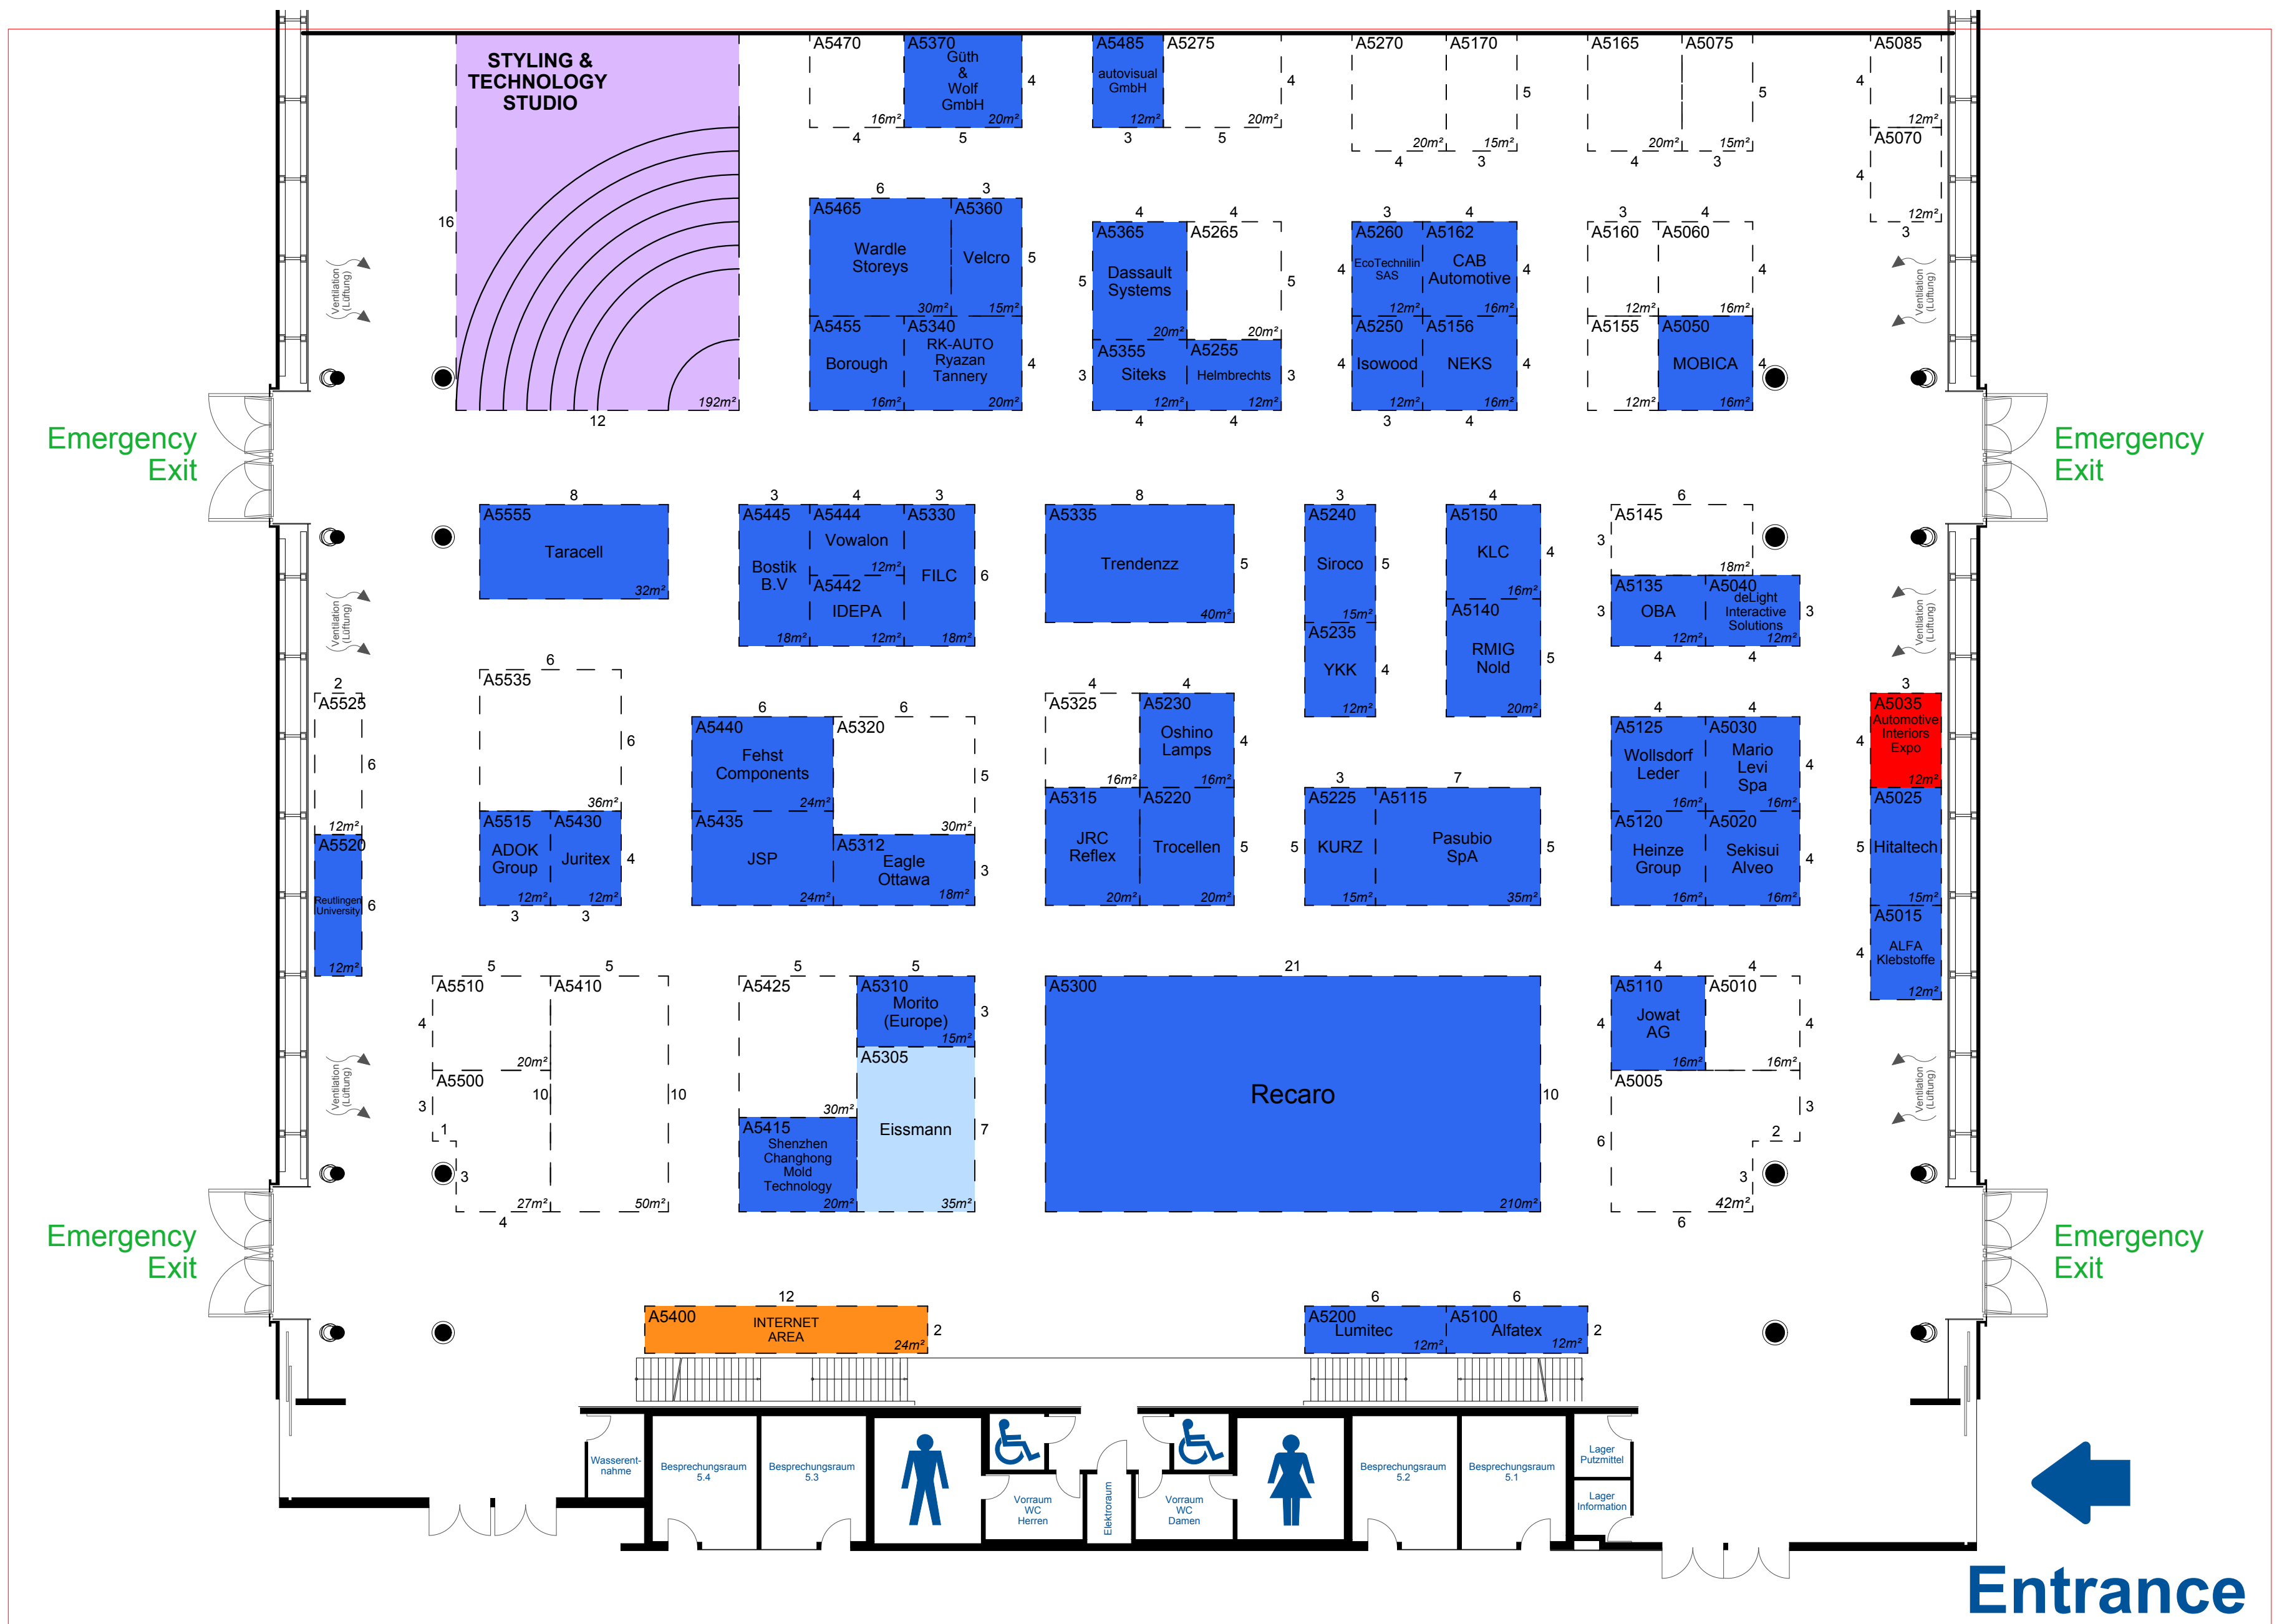 STYLING &
TECHNOLOGY
STUDIO
16
192m²
12
A5470
16m²
4
A5370
Güth
&
Wolf
GmbH
20m²
4
5
A5485
autovisual
GmbH
12m²
3
A5275
20m²
4
5
A5270
20m²
4
A5170
15m²
5
3
A5165
20m²
4
A5075
15m²
5
3
A5085
4
12m²
A5070
4
12m²
3
6
A5465
Wardle
Storeys
30m²
3
A5360
Velcro
5
15m²
A5455
Borough
16m²
A5340
RK-AUTO
Ryazan
Tannery
4
20m²
4
A5365
5
Dassault
Systems
20m²
4
A5265
5
20m²
A5355
3
Siteks
12m²
4
A5255
Helmbrechts
3
12m²
4
3
A5260
4
EcoTechnilin
SAS
12m²
4
A5162
CAB
Automotive
4
16m²
A5250
4
Isowood
12m²
3
A5156
NEKS
4
16m²
4
3
A5160
12m²
4
A5060
4
16m²
A5155
12m²
A5050
MOBICA
4
16m²
Ventilation
(Lüftung)
Ventilation
(Lüftung)
Emergency
Exit
Emergency
Exit
8
A5555
Taracell
32m²
3
A5445
Bostik
B.V
18m²
4
A5444
Vowalon
12m²
A5442
IDEPA
12m²
3
A5330
FILC
6
18m²
8
A5335
Trendenzz
5
40m²
3
A5240
Siroco
5
15m²
A5235
YKK
4
12m²
4
A5150
KLC
4
16m²
A5140
RMIG
Nold
5
20m²
6
A5145
3
18m²
A5135
3
OBA
12m²
4
A5040
deLight
Interactive
Solutions
3
12m²
4
Ventilation
(Lüftung)
Ventilation
(Lüftung)
2
A5525
6
12m²
A5520
Reutlingen
University
6
12m²
6
A5535
6
36m²
A5515
ADOK
Group
12m²
3
A5430
Juritex
4
12m²
3
6
A5440
Fehst
Components
24m²
6
A5320
5
30m²
A5435
JSP
24m²
A5312
Eagle
Ottawa
3
18m²
4
A5325
16m²
4
A5230
Oshino
Lamps
4
16m²
A5315
JRC
Reflex
20m²
A5220
Trocellen
5
20m²
3
A5225
5
KURZ
15m²
7
A5115
Pasubio
SpA
5
35m²
4
A5125
Wollsdorf
Leder
16m²
4
A5030
Mario
Levi
Spa
4
16m²
A5120
Heinze
Group
16m²
A5020
Sekisui
Alveo
4
16m²
3
A5035
Automotive
Interiors
Expo
4
12m²
A5025
5
Hitaltech
15m²
A5015
4
ALFA
Klebstoffe
12m²
5
A5510
4
20m²
A5500
3
1
3
27m²
4
5
A5410
10
10
50m²
5
A5425
30m²
5
A5310
Morito
(Europe)
3
15m²
A5305
Eissmann
7
35m²
A5415
Shenzhen
Changhong
Mold
Technology
20m²
21
A5300
Recaro
10
210m²
4
A5110
4
Jowat
AG
16m²
4
A5010
4
16m²
A5005
3
2
6
3
42m²
6
Ventilation
(Lüftung)
Ventilation
(Lüftung)
Emergency
Exit
Emergency
Exit
12
A5400
INTERNET
AREA
2
24m²
6
A5200
Lumitec
12m²
6
A5100
Alfatex
2
12m²
Wasserent-
nahme
Besprechungsraum
5.4
Besprechungsraum
5.3
Vorraum
WC
Herren
Elektroraum
Vorraum
WC
Damen
Besprechungsraum
5.2
Besprechungsraum
5.1
Lager
Putzmittel
Lager
Information
Entrance